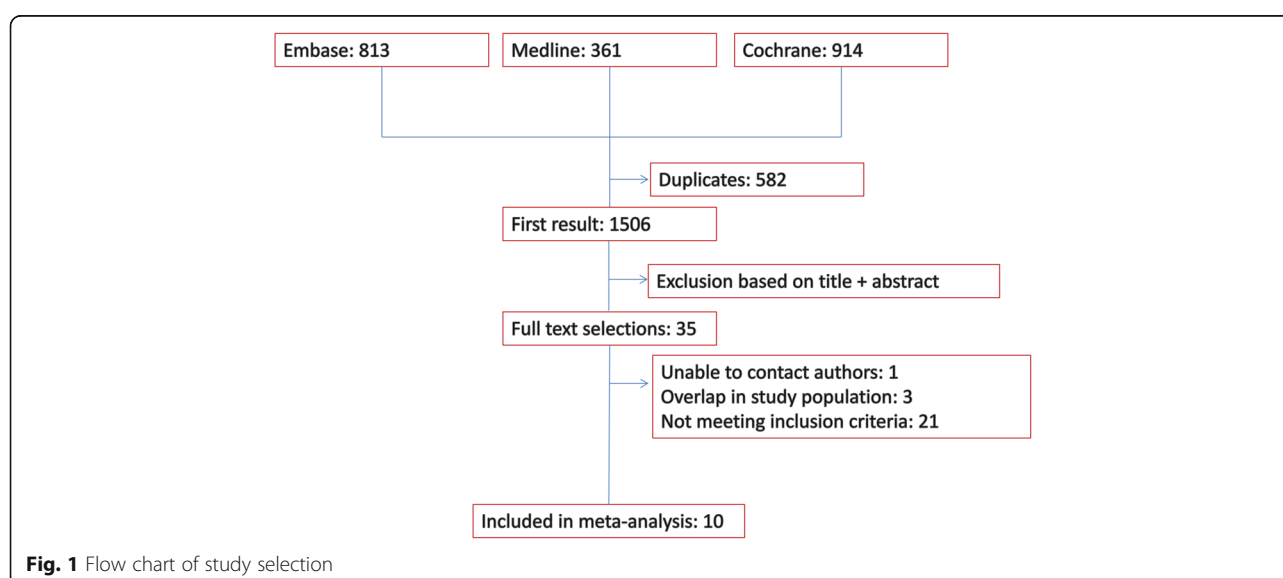 Embase: 813
Medline: 361
Cochrane: 914
Duplicates: 582
First result: 1506
Exclusion based on title + abstract
Full text selections: 35
Unable to contact authors: 1
Overlap in study population: 3
Not meeting inclusion criteria: 21
Included in meta-analysis: 10
Fig. 1 Flow chart of study selection